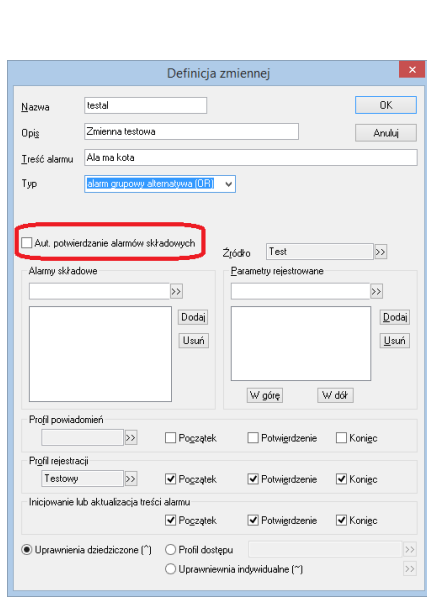 Definicja zmiennej
Nazwa testal OK
Opis Zmienna testowa Anuluj
Treść alarmu Ala ma kota
Typ alarm grupowy alternatywa (OR)
Aut. potwierdzanie alarmów składowych
Źródło Test >>
Alarmy składowe Parametry rejestrowane
>> >>
Dodaj Dodaj
Usuń Usuń
W górę W dół
Profil powiadomień
>> Początek Potwierdzenie Koniec
Profil rejestracji
Testowy >> Początek Potwierdzenie Koniec
Inicjowanie lub aktualizacja treści alarmu
Początek Potwierdzenie Koniec
Uprawnienia dziedziczone (^) Profil dostępu >>
Uprawniewnia indywidualne (~) >>